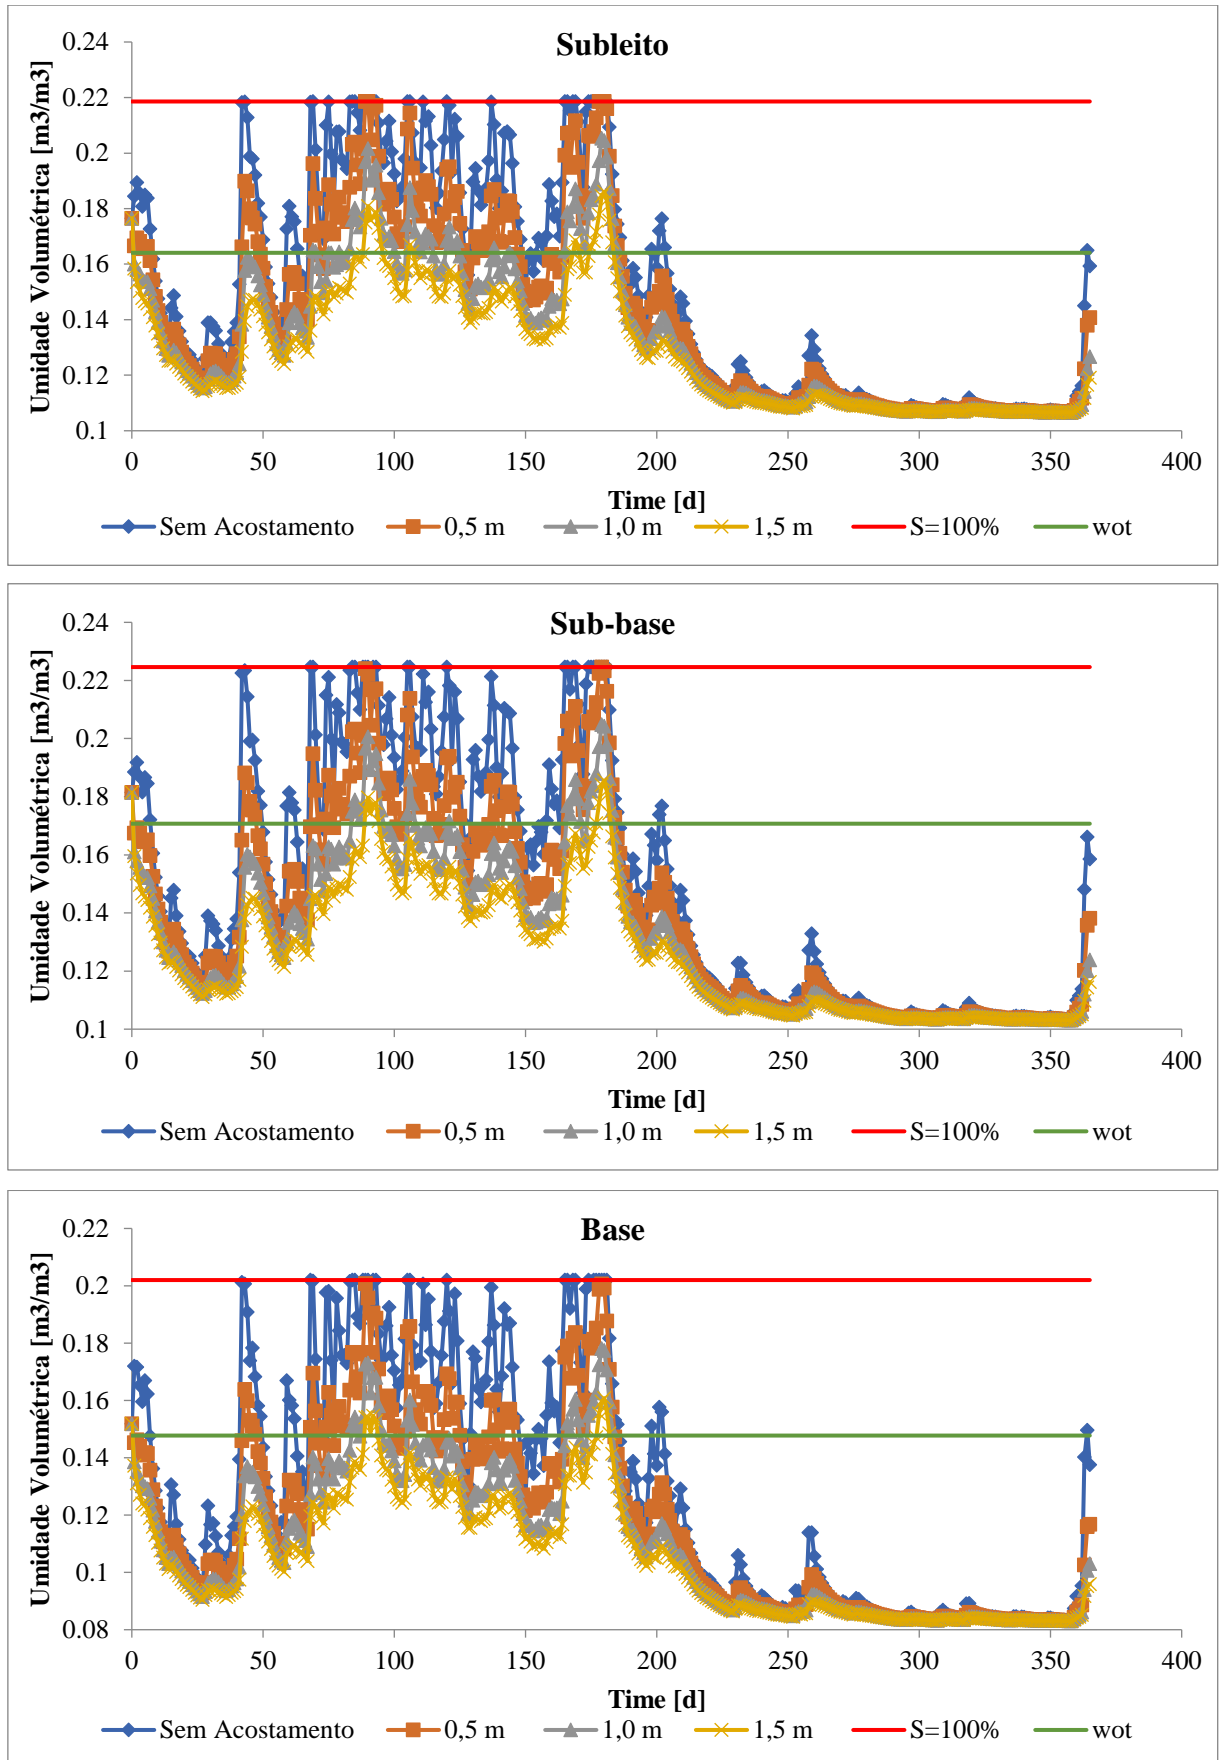 Subleito
Umidade Volumétrica [m3/m3]
0.24
0.22
0.2
0.18
0.16
0.14
0.12
0.1
0 50 100 150 200 250 300 350 400
Time [d]
Sem Acostamento 0,5 m 1,0 m 1,5 m S=100% wot
Sub-base
Umidade Volumétrica [m3/m3]
0.24
0.22
0.2
0.18
0.16
0.14
0.12
0.1
0 50 100 150 200 250 300 350 400
Time [d]
Sem Acostamento 0,5 m 1,0 m 1,5 m S=100% wot
Base
Umidade Volumétrica [m3/m3]
0.22
0.2
0.18
0.16
0.14
0.12
0.1
0.08
0 50 100 150 200 250 300 350 400
Time [d]
Sem Acostamento 0,5 m 1,0 m 1,5 m S=100% wot